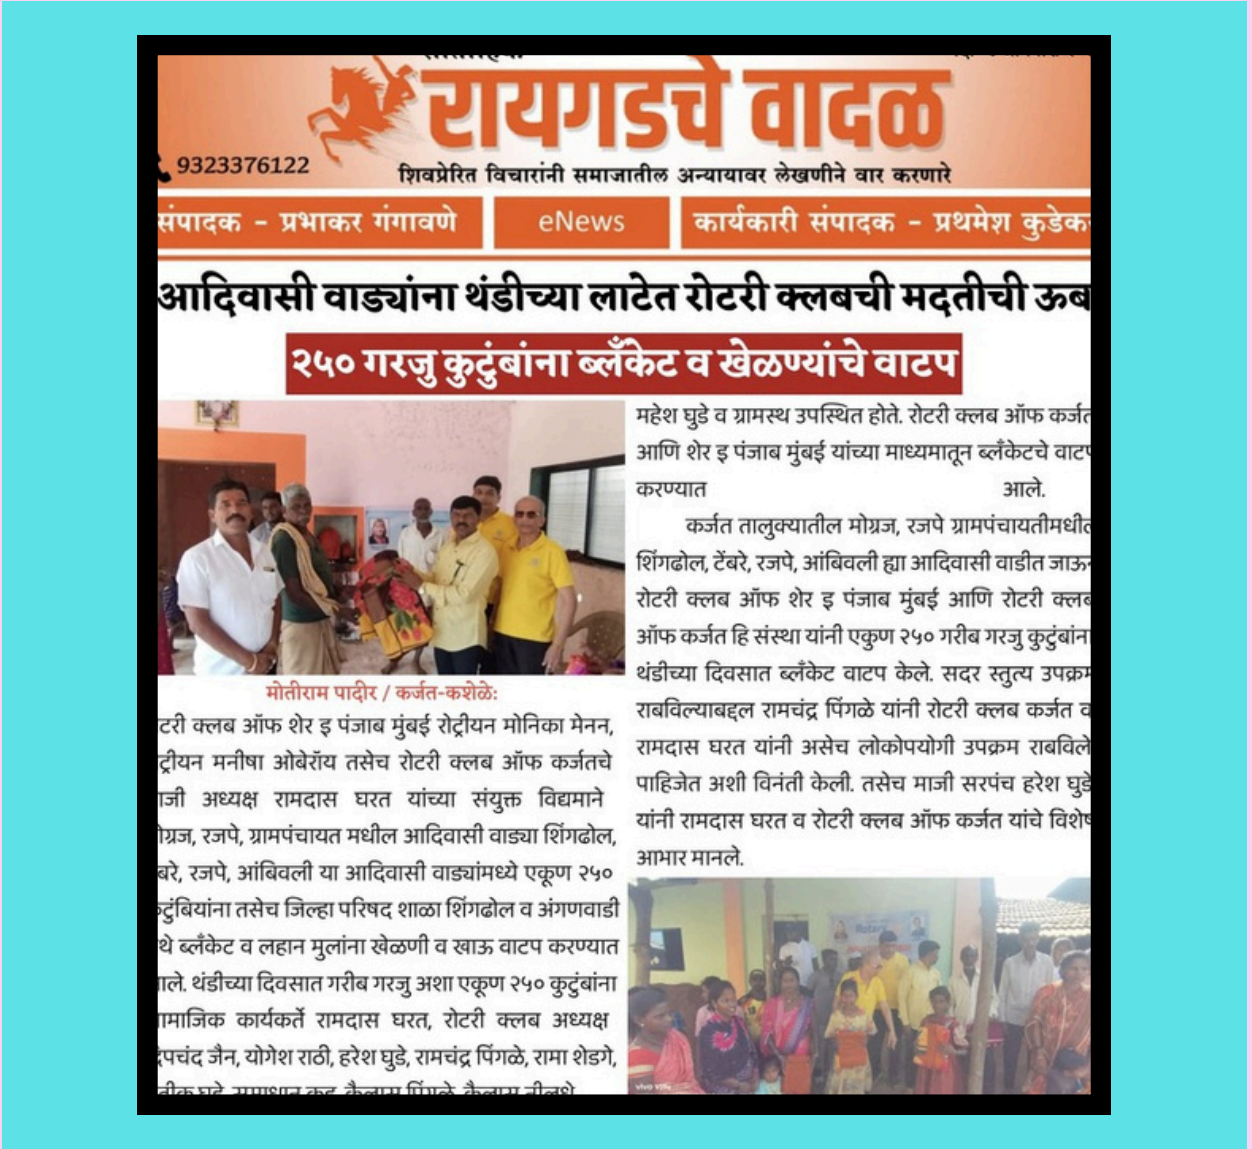 रायगडचे वादळ
9323376122
शिवप्रेरित विचारांनी समाजातील अन्यायावर लेखणीने वार करणारे
संपादक - प्रभाकर गंगावणे
eNews
कार्यकारी संपादक - प्रथमेश कुडेकर
आदिवासी वाड्यांना थंडीच्या लाटेत रोटरी क्लबची मदतीची ऊब
२५० गरजु कुटुंबांना ब्लँकेट व खेळण्यांचे वाटप
मोतीराम पादीर / कर्जत-कशेळे:
टरी क्लब ऑफ शेर इ पंजाब मुंबई रोट्रीयन मोनिका मेनन,
ट्रीयन मनीषा ओबेरॉय तसेच रोटरी क्लब ऑफ कर्जतचे
ाजी अध्यक्ष रामदास घरत यांच्या संयुक्त विद्यमाने
ोग्रज, रजपे, ग्रामपंचायत मधील आदिवासी वाड्या शिंगढोल,
बरे, रजपे, आंबिवली या आदिवासी वाड्यांमध्ये एकूण २५०
कुटुंबियांना तसेच जिल्हा परिषद शाळा शिंगढोल व अंगणवाडी
थे ब्लँकेट व लहान मुलांना खेळणी व खाऊ वाटप करण्यात
ाले. थंडीच्या दिवसात गरीब गरजु अशा एकूण २५० कुटुंबांना
ामाजिक कार्यकर्ते रामदास घरत, रोटरी क्लब अध्यक्ष
दिपचंद जैन, योगेश राठी, हरेश घुडे, रामचंद्र पिंगळे, रामा शेडगे,
महेश घुडे व ग्रामस्थ उपस्थित होते. रोटरी क्लब ऑफ कर्जत
आणि शेर इ पंजाब मुंबई यांच्या माध्यमातून ब्लँकेटचे वाटप
करण्यात आले.
कर्जत तालुक्यातील मोग्रज, रजपे ग्रामपंचायतीमधील
शिंगढोल, टेंबरे, रजपे, आंबिवली ह्या आदिवासी वाडीत जाऊन
रोटरी क्लब ऑफ शेर इ पंजाब मुंबई आणि रोटरी क्लब
ऑफ कर्जत हि संस्था यांनी एकुण २५० गरीब गरजु कुटुंबांना
थंडीच्या दिवसात ब्लँकेट वाटप केले. सदर स्तुत्य उपक्रम
राबविल्याबद्दल रामचंद्र पिंगळे यांनी रोटरी क्लब कर्जत व
रामदास घरत यांनी असेच लोकोपयोगी उपक्रम राबविले
पाहिजेत अशी विनंती केली. तसेच माजी सरपंच हरेश घुडे
यांनी रामदास घरत व रोटरी क्लब ऑफ कर्जत यांचे विशेष
आभार मानले.
Rotary
vivo